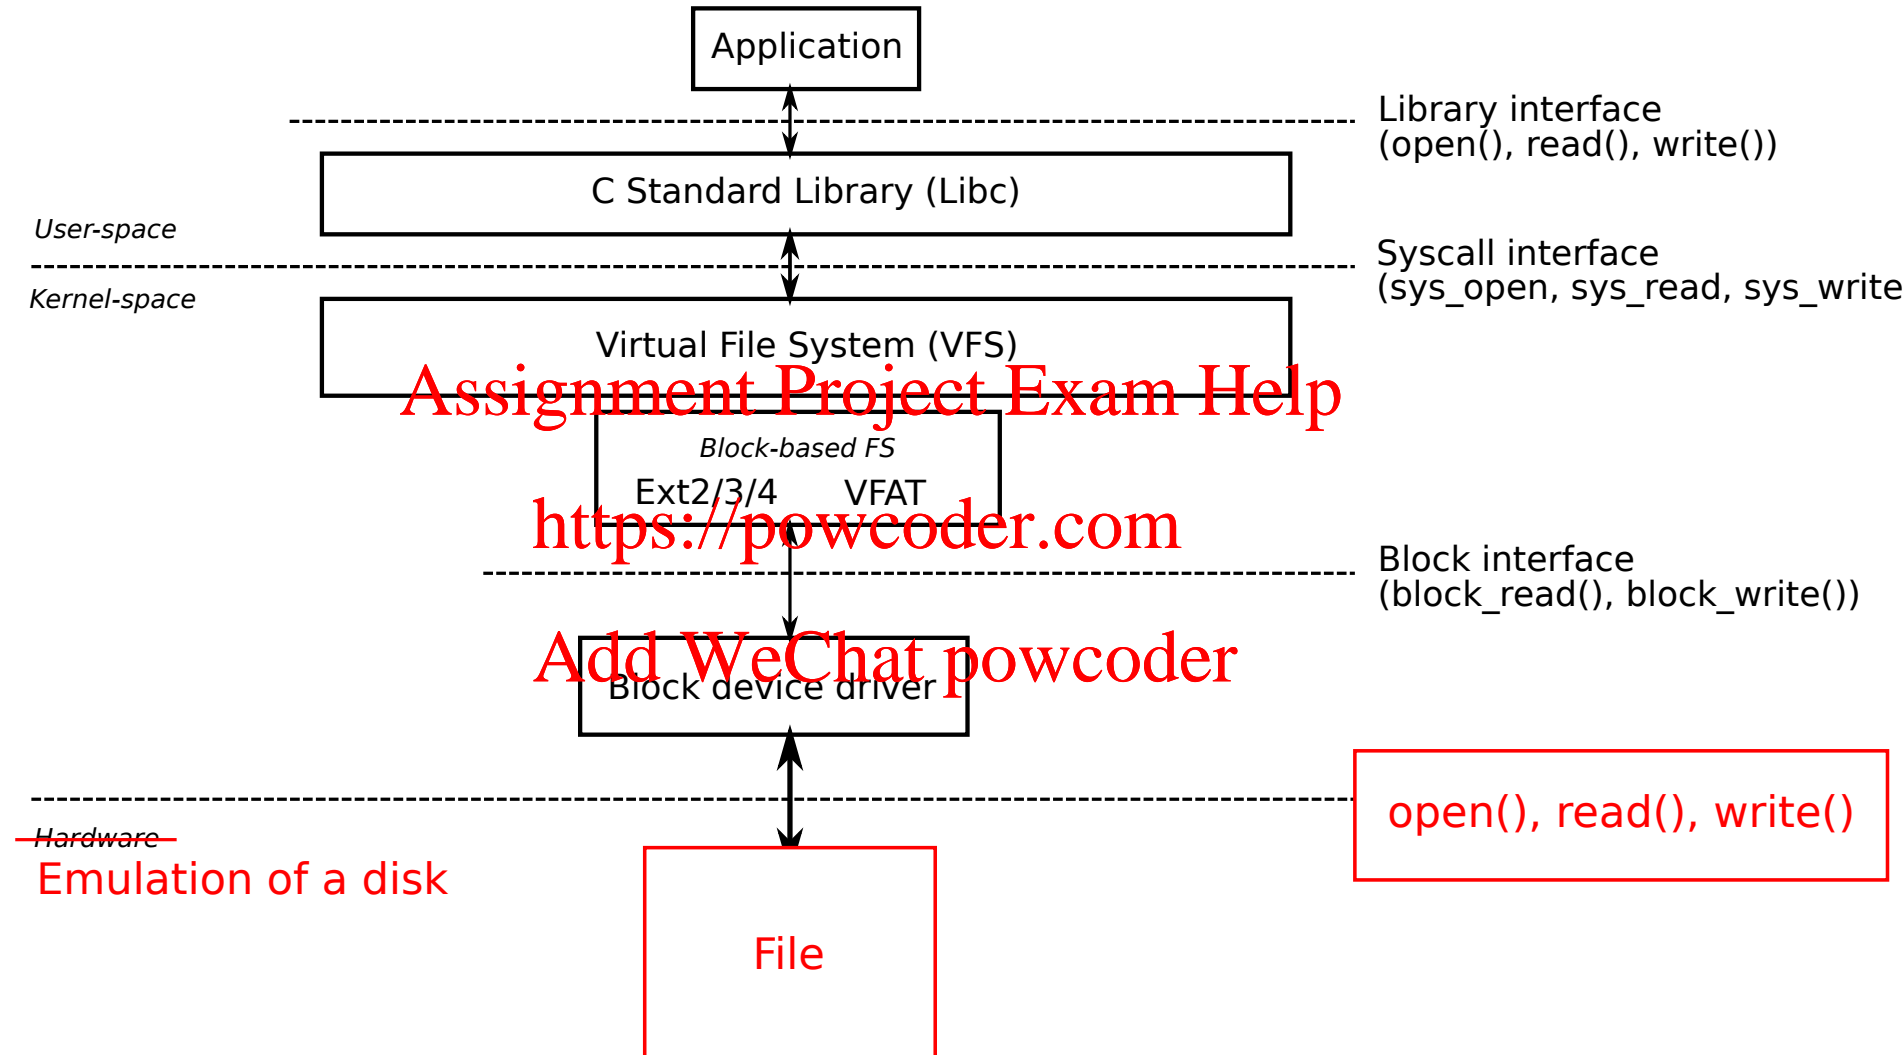 Application
Library interface
(open(), read(), write())
C Standard Library (Libc)
User-space
Syscall interface
(sys_open, sys_read, sys_write
Kernel-space
Virtual File System (VFS)
Assignment Project Exam Help
Block-based FS
Ext2/3/4 VFAT
https://powcoder.com
Block interface
(block_read(), block_write())
Add WeChat powcoder
Block device driver
open(), read(), write()
Hardware
Emulation of a disk
File